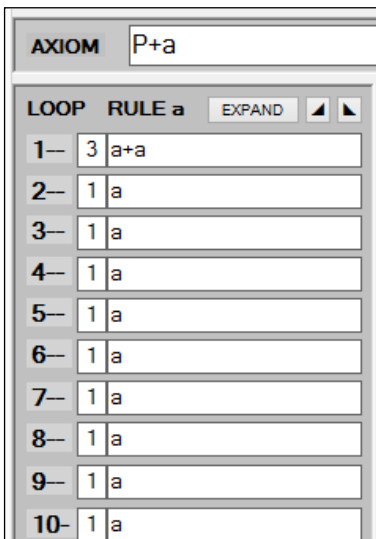 AXIOM P+a
LOOP RULE a EXPAND
1-- 3 a+a
2-- 1 a
3-- 1 a
4-- 1 a
5-- 1 a
6-- 1 a
7-- 1 a
8-- 1 a
9-- 1 a
10- 1 a